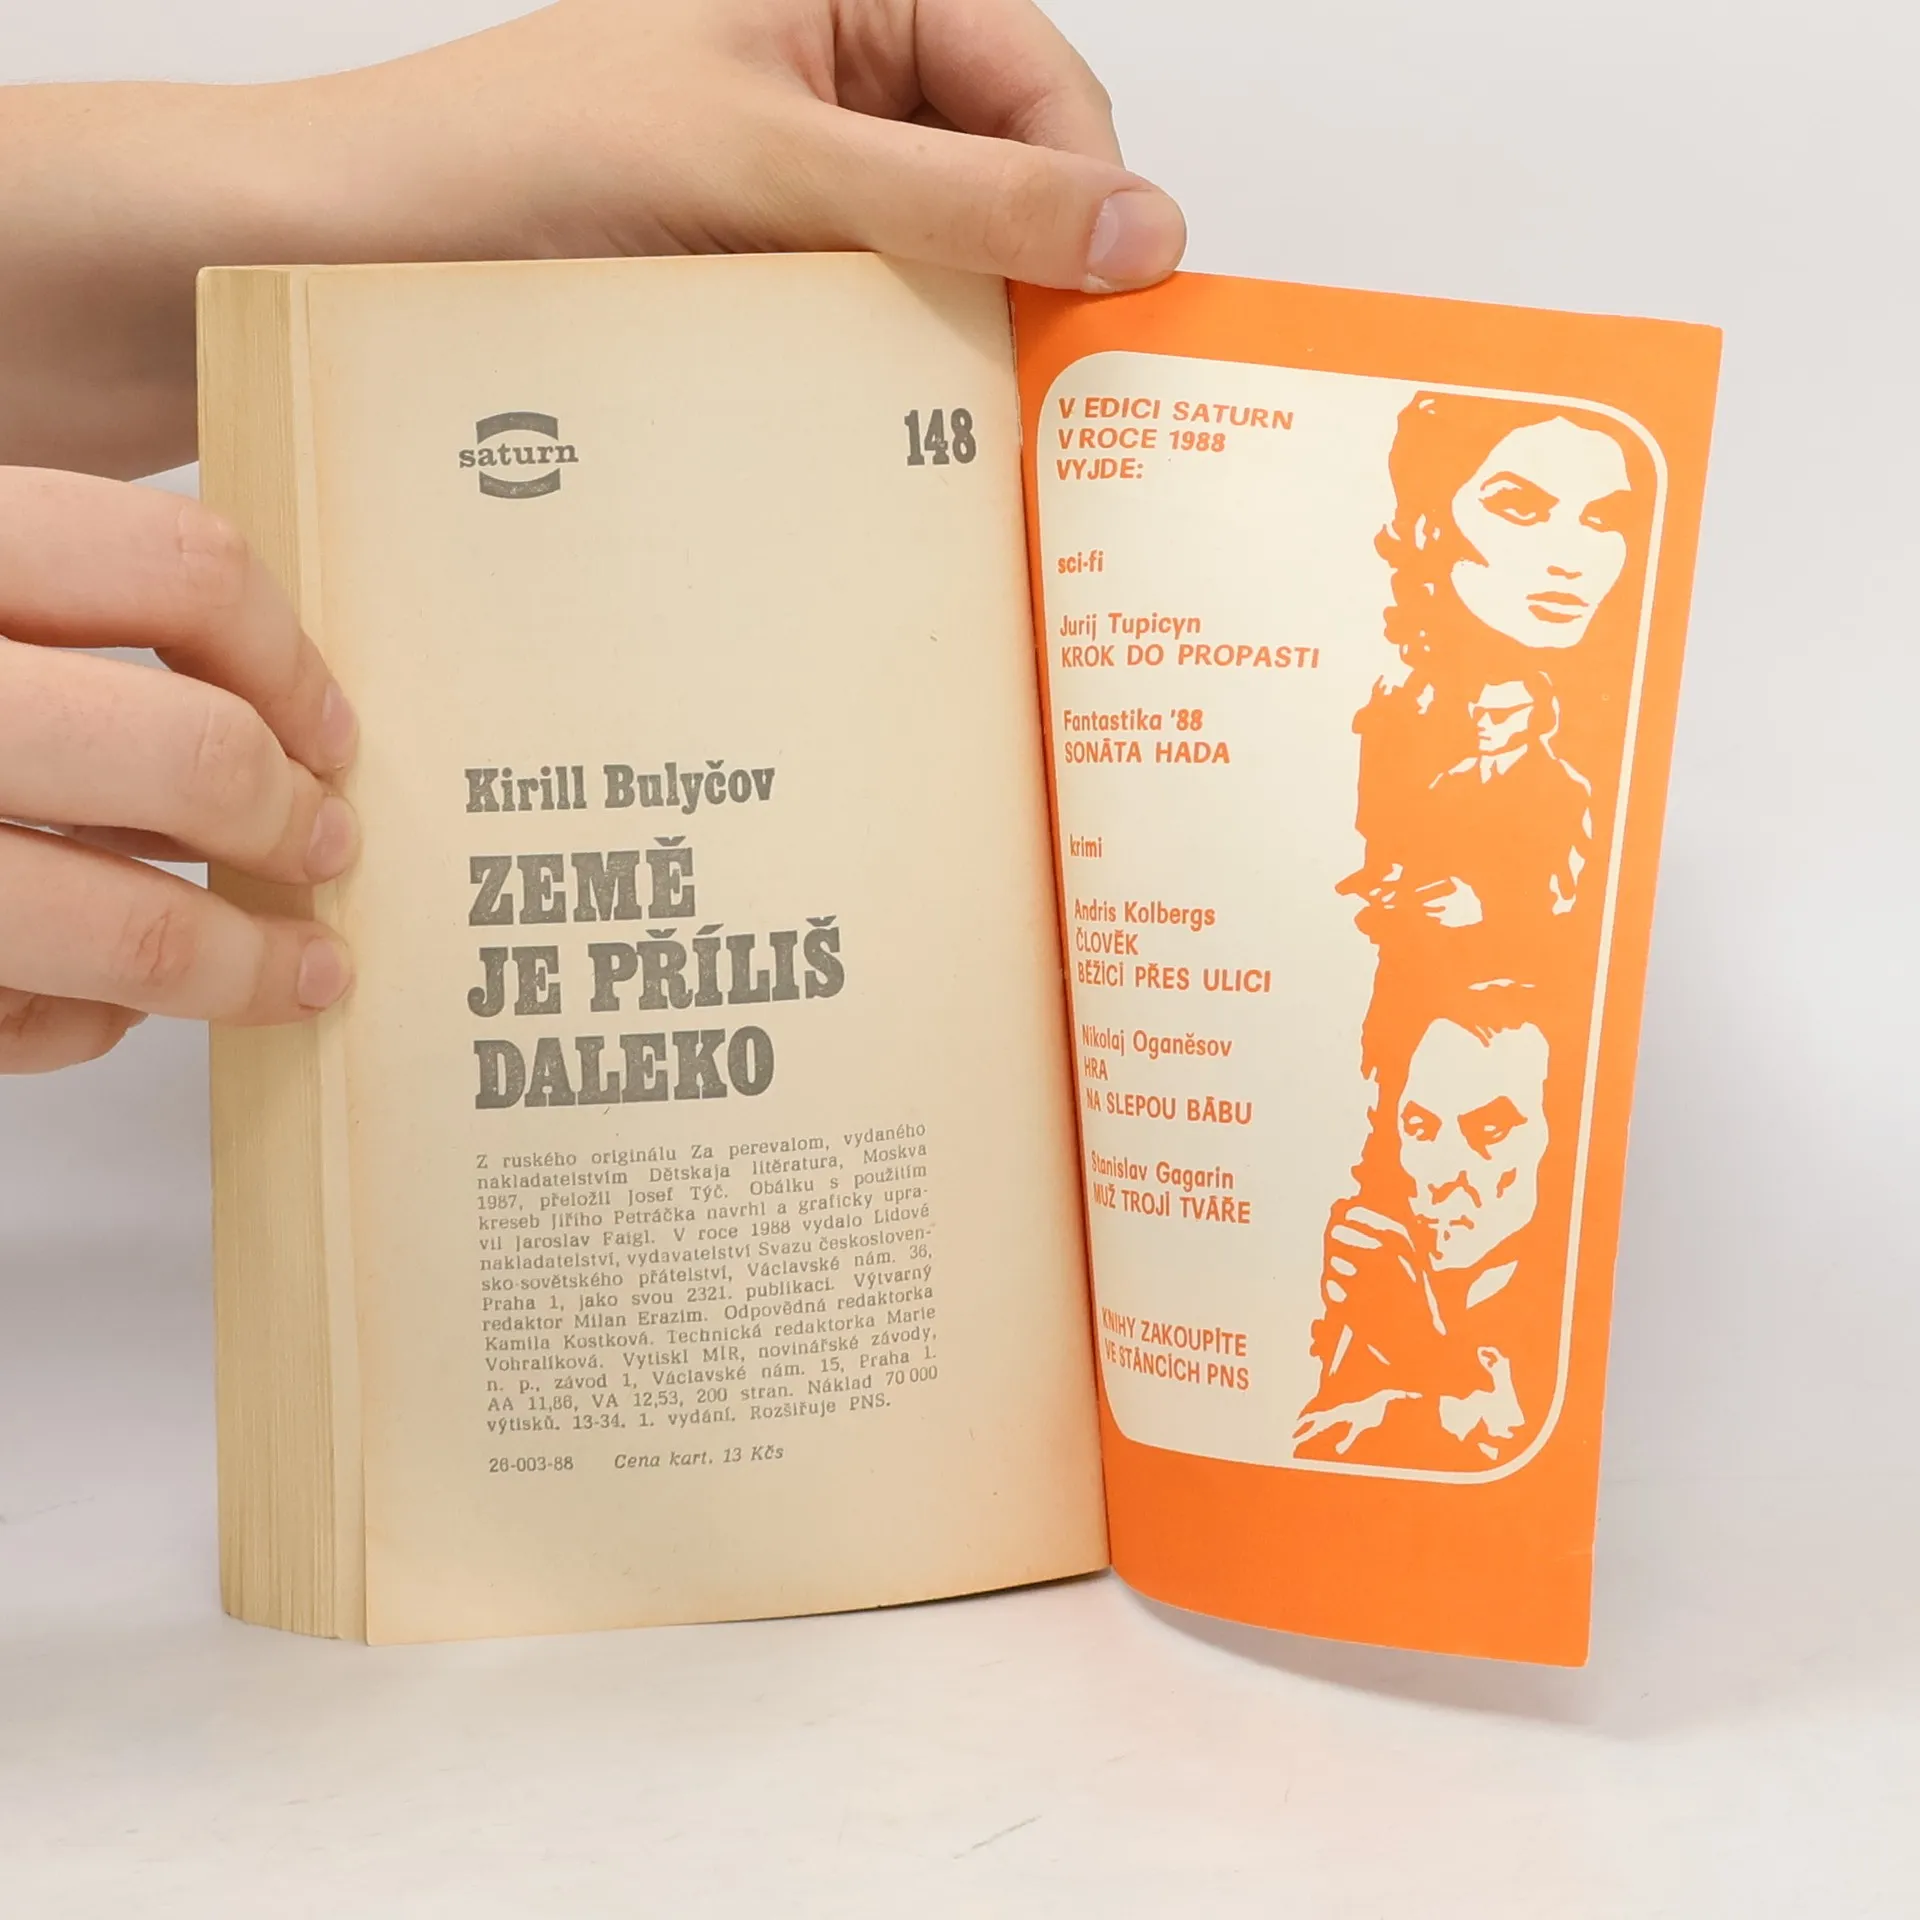 saturn
148
Kirill Bulyčov
ZEMĚ
JE PŘÍLIŠ
DALEKO
Z ruského originálu Za perevalom, vydaného
nakladatelstvím Dětskaja litěratura, Moskva
1987, přeložil Josef Týč. Obálku s použitím
kreseb Jiřího Petráčka navrhl a graficky upra-
vil Jaroslav Faigl. V roce 1988 vydalo Lidové
nakladatelství, vydavatelství Svazu českosloven-
sko-sovětského přátelství, Václavské nám. 36,
Praha 1, jako svou 2321. publikaci. Výtvarný
redaktor Milan Erazim. Odpovědná redaktorka
Kamila Kostková. Technická redaktorka Marie
Vohralíková. Vytiskl MÍR, novinářské závody,
n. p., závod 1, Václavské nám. 15, Praha 1.
AA 11,86, VA 12,53, 200 stran. Náklad 70 000
výtisků. 13-34. 1. vydání. Rozšiřuje PNS.
26-003-88 Cena kart. 13 Kčs
V EDICI SATURN
V ROCE 1988
VYJDE:
sci-fi
Jurij Tupicyn
KROK DO PROPASTI
Fantastika '88
SONÁTA HADA
krimi
Andris Kolbergs
ČLOVĚK
BĚŽÍCÍ PŘES ULICI
Nikolaj Oganěsov
HRA
NA SLEPOU BÁBU
Stanislav Gagarin
MUŽ TROJÍ TVÁŘE
KNIHY ZAKOUPÍTE
VE STÁNCÍCH PNS